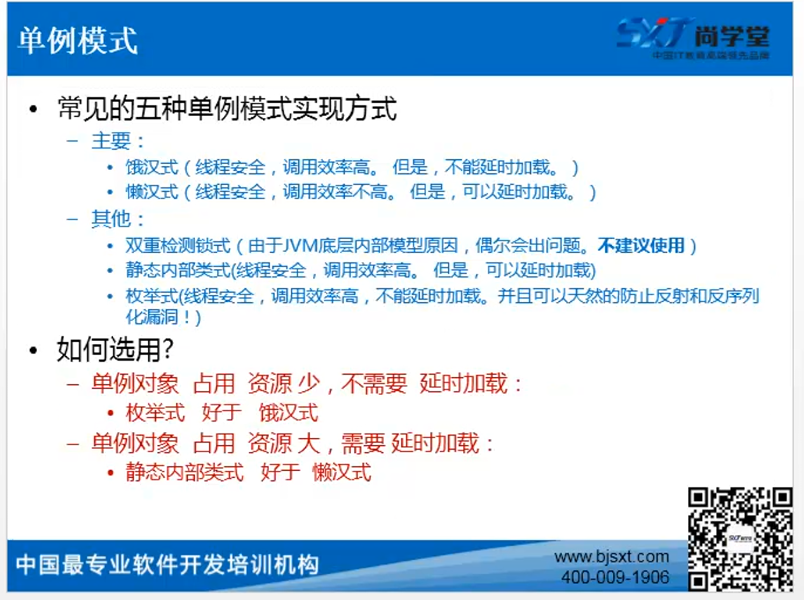 单例模式
SXT 尚学堂
中国IT教育高端领先品牌
• 常见的五种单例模式实现方式
– 主要：
• 饿汉式（线程安全，调用效率高。 但是，不能延时加载。）
• 懒汉式（线程安全，调用效率不高。 但是，可以延时加载。）
– 其他：
• 双重检测锁式（由于JVM底层内部模型原因，偶尔会出问题。不建议使用）
• 静态内部类式(线程安全，调用效率高。 但是，可以延时加载)
• 枚举式(线程安全，调用效率高，不能延时加载。并且可以天然的防止反射和反序列
化漏洞！)
• 如何选用?
– 单例对象 占用 资源 少，不需要 延时加载：
• 枚举式 好于 饿汉式
– 单例对象 占用 资源 大，需要 延时加载：
• 静态内部类式 好于 懒汉式
中国最专业软件开发培训机构
www.bjsxt.com
400-009-1906